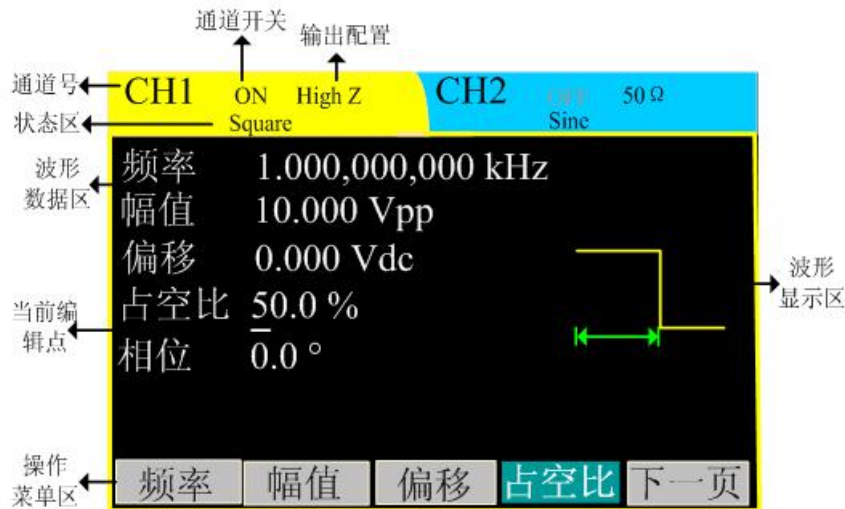 通道开关
输出配置
通道号
CH1 ON High Z
CH2 OFF 50 Ω
状态区
Square
Sine
波形
数据区
频率 1.000,000,000 kHz
幅值 10.000 Vpp
偏移 0.000 Vdc
占空比 50.0 %
相位 0.0 °
当前编
辑点
波形
显示区
操作
菜单区
频率 幅值 偏移 占空比 下一页